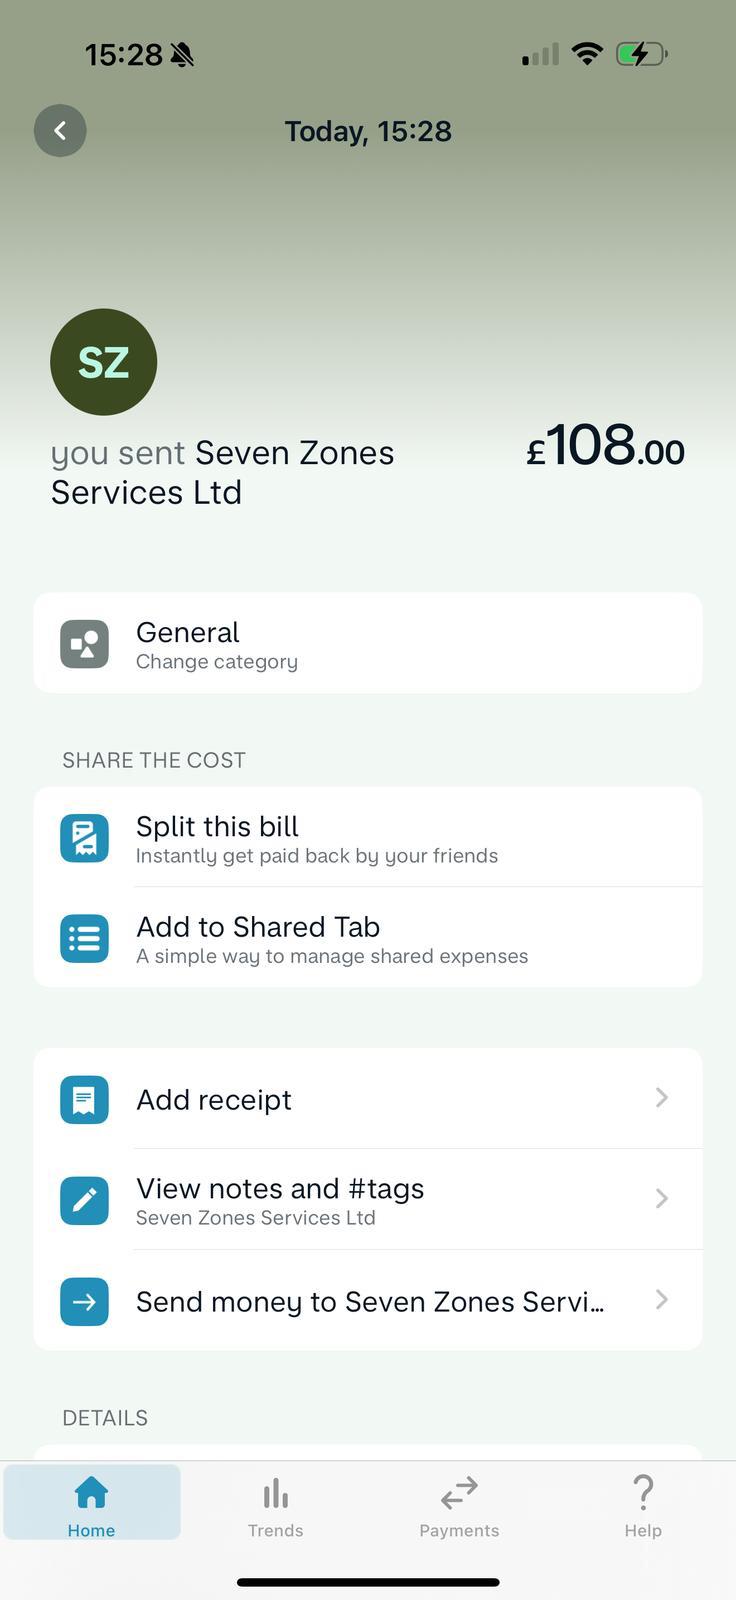 15:28
Today, 15:28
SZ
you sent Seven Zones
Services Ltd
£108.00
General
Change category
SHARE THE COST
Split this bill
Instantly get paid back by your friends
Add to Shared Tab
A simple way to manage shared expenses
Add receipt
View notes and #tags
Seven Zones Services Ltd
Send money to Seven Zones Servi...
DETAILS
Home
Trends
Payments
Help